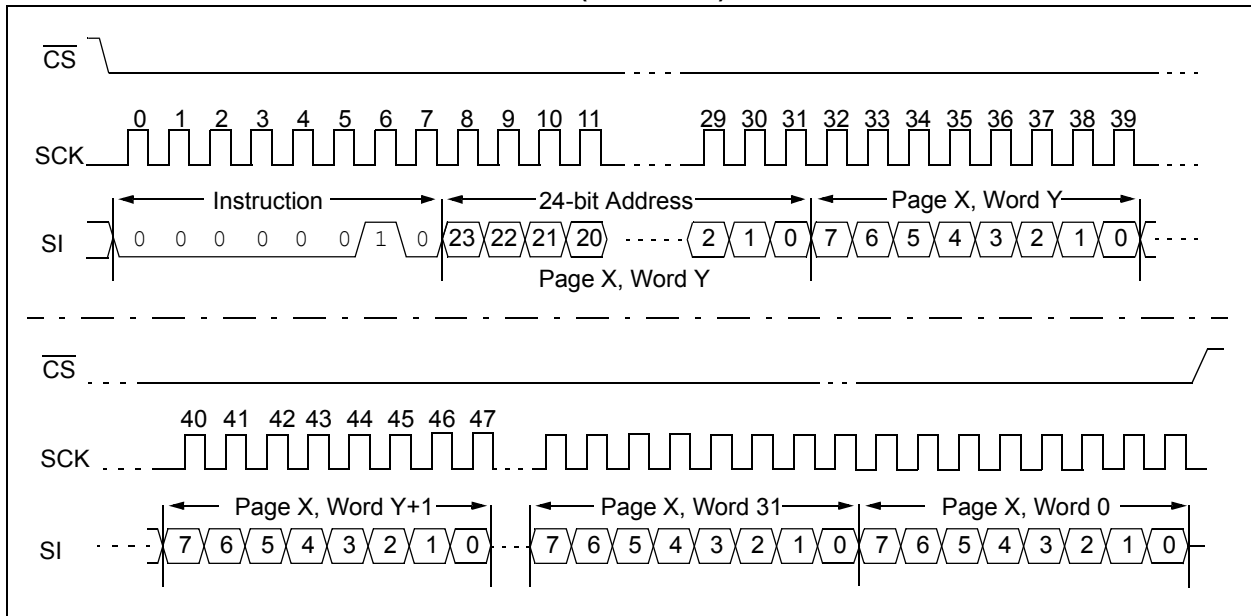 CS
0 1 2 3 4 5 6 7 8 9 10 11 29 30 31 32 33 34 35 36 37 38 39
SCK
Instruction 24-bit Address Page X, Word Y
SI 0 0 0 0 0 0 1 0 23 22 21 20 2 1 0 7 6 5 4 3 2 1 0
Page X, Word Y
CS
40 41 42 43 44 45 46 47
SCK
Page X, Word Y+1 Page X, Word 31 Page X, Word 0
SI 7 6 5 4 3 2 1 0 7 6 5 4 3 2 1 0 7 6 5 4 3 2 1 0